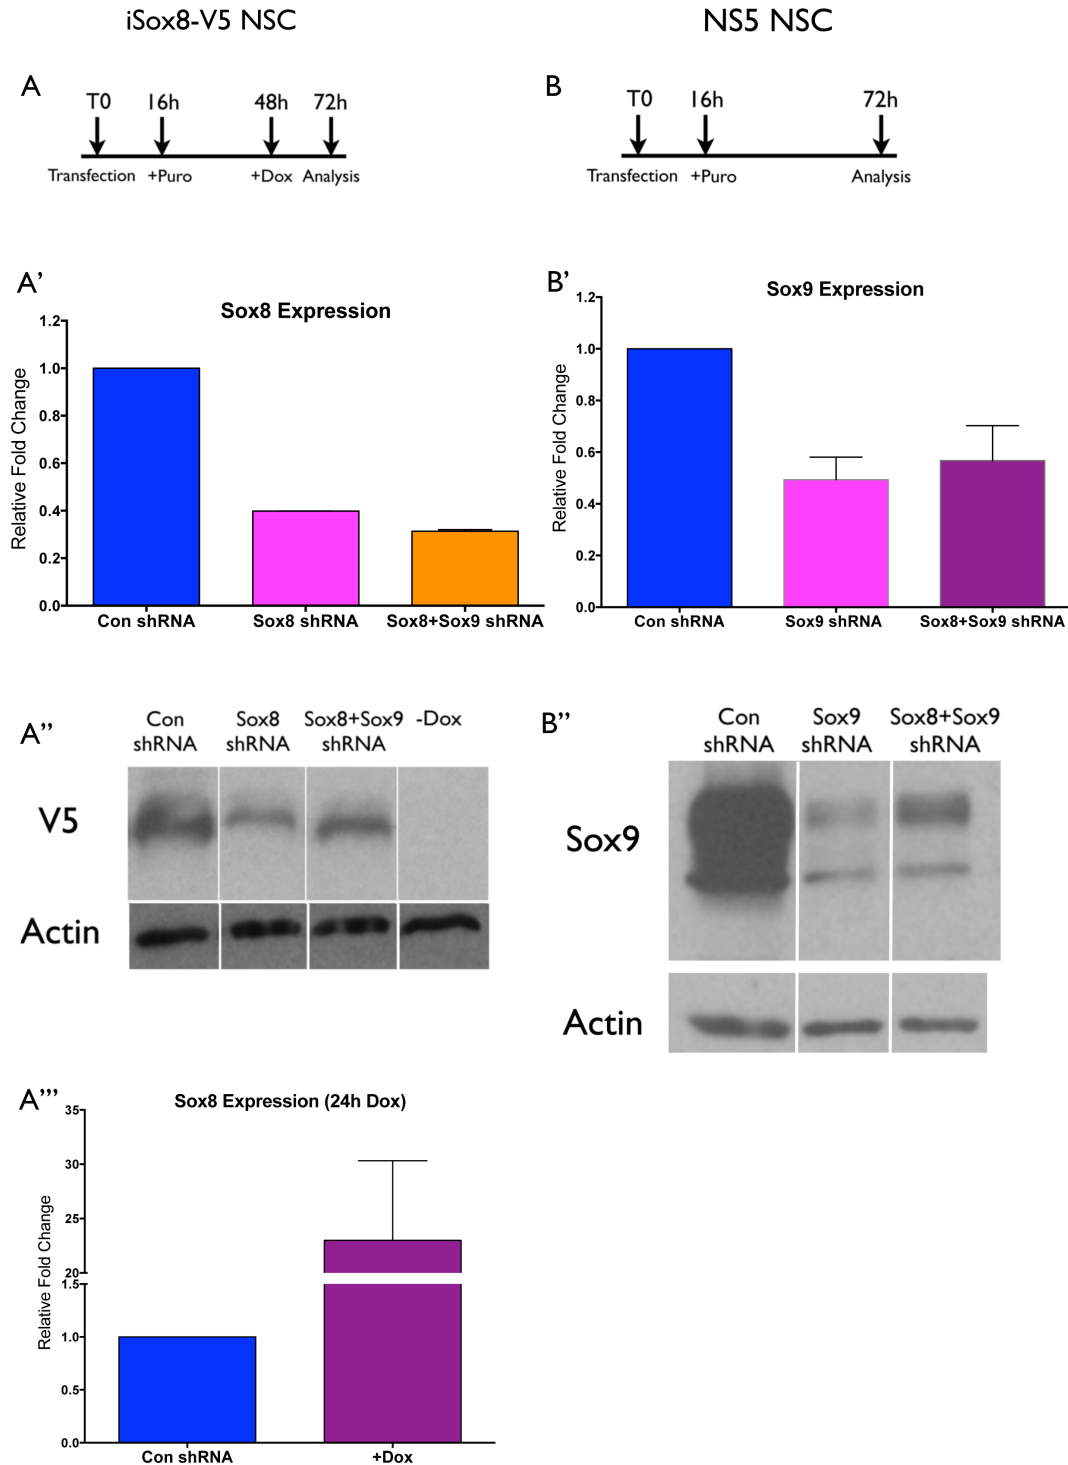 iSox8-V5 NSC
NS5 NSC
A
T0 16h 48h 72h
Transfection +Puro +Dox Analysis
B
T0 16h 72h
Transfection +Puro Analysis
A'
Sox8 Expression
Relative Fold Change
1.2
1.0
0.8
0.6
0.4
0.2
0.0
Con shRNA Sox8 shRNA Sox8+Sox9 shRNA
B'
Sox9 Expression
Relative Fold Change
1.2
1.0
0.8
0.6
0.4
0.2
0.0
Con shRNA Sox9 shRNA Sox8+Sox9 shRNA
A''
Con shRNA
Sox8 shRNA
Sox8+Sox9 shRNA
-Dox
V5
Actin
B''
Con shRNA
Sox9 shRNA
Sox8+Sox9 shRNA
Sox9
Actin
A'''
Sox8 Expression (24h Dox)
Relative Fold Change
35
30
25
20
1.5
1.0
0.5
0.0
Con shRNA +Dox